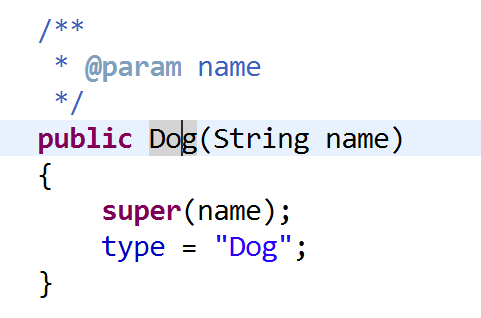 /**
 * @param name
 */
public Dog(String name)
{
    super(name);
    type = "Dog";
}